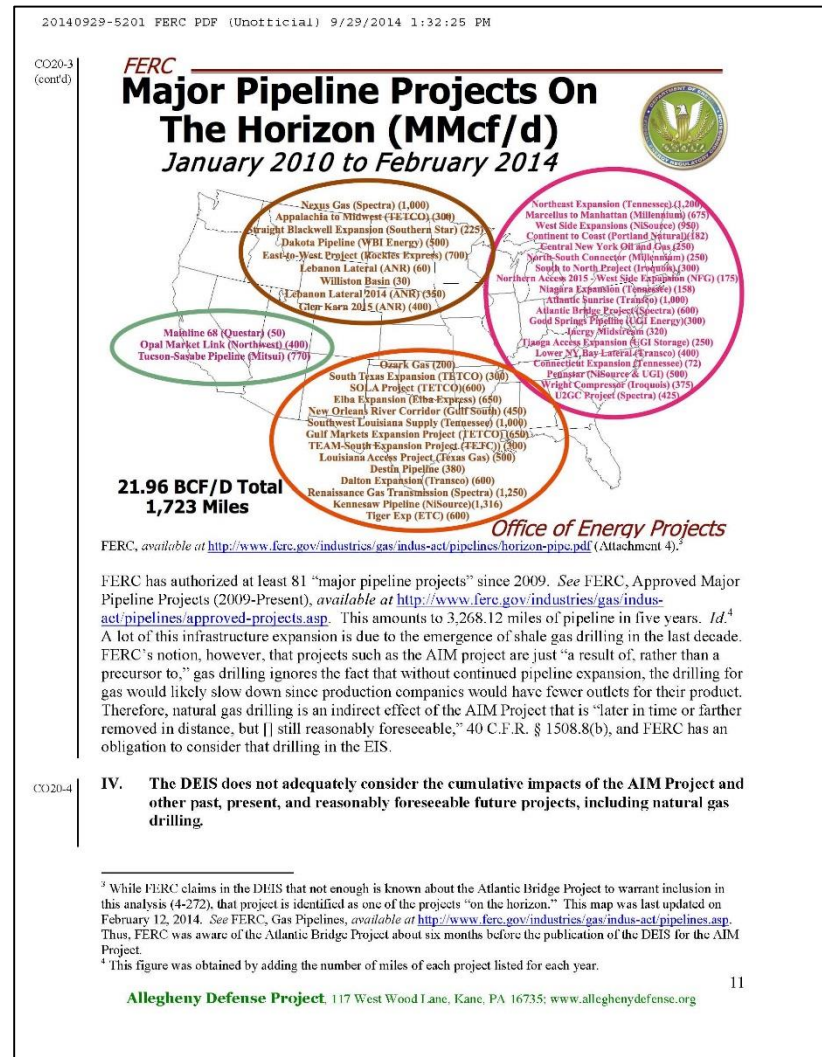 20140929-5201 FERC PDF (Unofficial) 9/29/2014 1:32:25 PM
CO20-3
(cont'd)
FERC
Major Pipeline Projects On
The Horizon (MMcf/d)
January 2010 to February 2014
Nexus Gas (Spectra) (1,000)
Appalachia to Midwest (TETCO) (300)
Straight Blackwell Expansion (Southern Star) (225)
Dakota Pipeline (WBI Energy) (500)
East-to-West Project (Rockies Express) (700)
Lebanon Lateral (ANR) (60)
Williston Basin (30)
Lebanon Lateral 2014 (ANR) (350)
Glen Kara 2015 (ANR) (400)
Northeast Expansion (Tennessee) (1,200)
Marcellus to Manhattan (Millennium) (675)
West Side Expansions (NiSource) (950)
Continent to Coast (Portland Natural)(182)
Central New York Oil and Gas (250)
North-South Connector (Millennium) (250)
South to North Project (Iroquois) (300)
Northern Access 2015 - West Side Expansion (NFG) (175)
Niagara Expansion (Tennessee) (158)
Atlantic Sunrise (Transco) (1,000)
Atlantic Bridge Project (Spectra) (600)
Good Springs Pipeline (UGI Energy)(300)
Inergy Midstream (320)
Tioga Access Expansion (UGI Storage) (250)
Lower NY Bay Lateral (Transco) (400)
Connecticut Expansion (Tennessee) (72)
Pennstar (NiSource & UGI) (500)
Wright Compressor (Iroquois) (375)
U2GC Project (Spectra) (425)
Mainline 68 (Questar) (50)
Opal Market Link (Northwest) (400)
Tucson-Sasabe Pipeline (Mitsui) (770)
Ozark Gas (200)
South Texas Expansion (TETCO) (300)
SOLA Project (TETCO)(600)
Elba Expansion (Elba Express) (650)
New Orleans River Corridor (Gulf South) (450)
Southwest Louisiana Supply (Tennessee) (1,000)
Gulf Markets Expansion Project (TETCO)(650)
TEAM-South Expansion Project (TETC)) (300)
Louisiana Access Project (Texas Gas) (500)
Destin Pipeline (380)
Dalton Expansion (Transco) (600)
Renaissance Gas Transmission (Spectra) (1,250)
Kennesaw Pipeline (NiSource)(1,316)
Tiger Exp (ETC) (600)
21.96 BCF/D Total
1,723 Miles
Office of Energy Projects
FERC, available at http://www.ferc.gov/industries/gas/indus-act/pipelines/horizon-pipe.pdf (Attachment 4).³
FERC has authorized at least 81 “major pipeline projects” since 2009. See FERC, Approved Major
Pipeline Projects (2009-Present), available at http://www.ferc.gov/industries/gas/indus-
act/pipelines/approved-projects.asp. This amounts to 3,268.12 miles of pipeline in five years. Id.⁴
A lot of this infrastructure expansion is due to the emergence of shale gas drilling in the last decade.
FERC’s notion, however, that projects such as the AIM project are just “a result of, rather than a
precursor to,” gas drilling ignores the fact that without continued pipeline expansion, the drilling for
gas would likely slow down since production companies would have fewer outlets for their product.
Therefore, natural gas drilling is an indirect effect of the AIM Project that is “later in time or farther
removed in distance, but [] still reasonably foreseeable,” 40 C.F.R. § 1508.8(b), and FERC has an
obligation to consider that drilling in the EIS.
CO20-4
IV. The DEIS does not adequately consider the cumulative impacts of the AIM Project and
other past, present, and reasonably foreseeable future projects, including natural gas
drilling.
³ While FERC claims in the DEIS that not enough is known about the Atlantic Bridge Project to warrant inclusion in
this analysis (4-272), that project is identified as one of the projects “on the horizon.” This map was last updated on
February 12, 2014. See FERC, Gas Pipelines, available at http://www.ferc.gov/industries/gas/indus-act/pipelines.asp.
Thus, FERC was aware of the Atlantic Bridge Project about six months before the publication of the DEIS for the AIM
Project.
⁴ This figure was obtained by adding the number of miles of each project listed for each year.
11
Allegheny Defense Project, 117 West Wood Lane, Kane, PA 16735; www.alleghenydefense.org